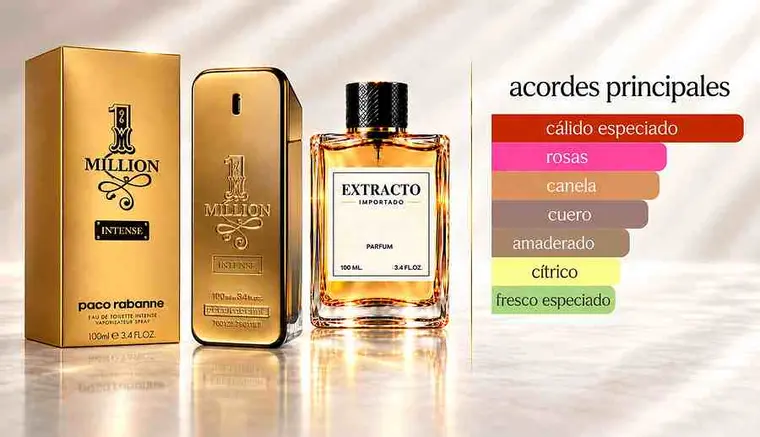 1
MILLION
INTENSE
paco rabanne
EAU DE TOILETTE INTENSE
VAPORISATEUR SPRAY
100ml e 3.4 FL.OZ.
1
MILLION
INTENSE
EXTRACTO
IMPORTADO
PARFUM
100 ML. 3.4 FL.OZ.
acordes principales
cálido especiado
rosas
canela
cuero
amaderado
cítrico
fresco especiado